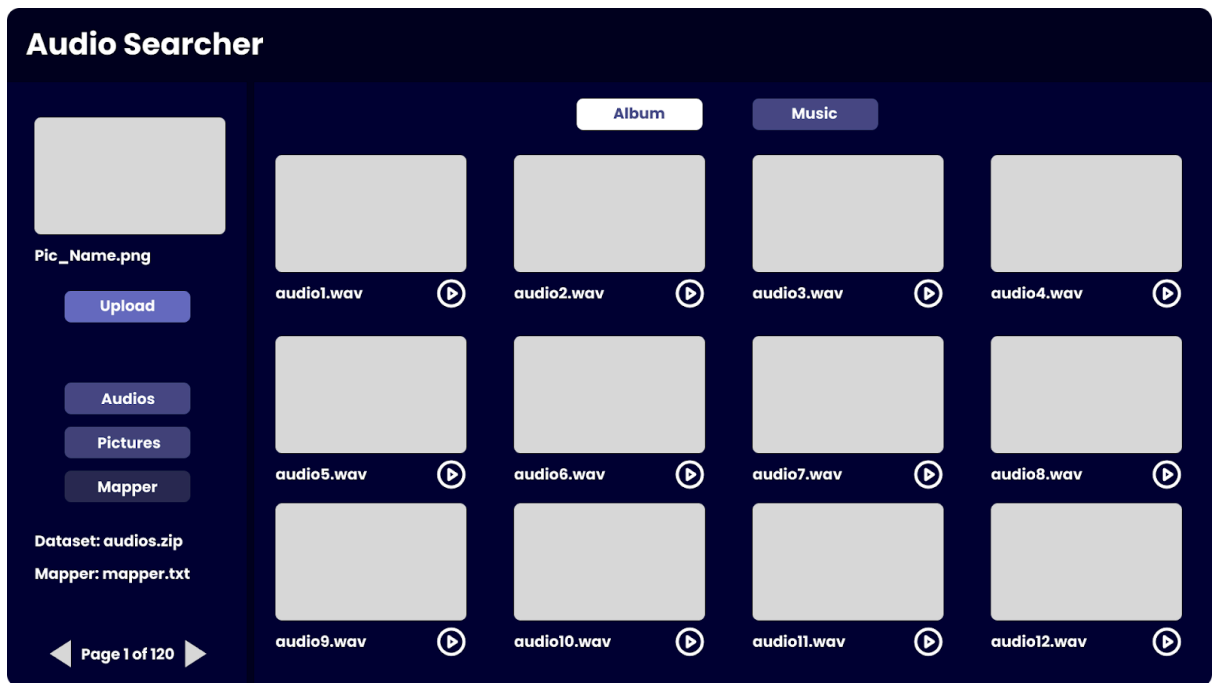 Audio Searcher
Pic_Name.png
Upload
Audios
Pictures
Mapper
Dataset: audios.zip
Mapper: mapper.txt
Page 1 of 120
Album Music
audio1.wav audio2.wav audio3.wav audio4.wav
audio5.wav audio6.wav audio7.wav audio8.wav
audio9.wav audio10.wav audio11.wav audio12.wav